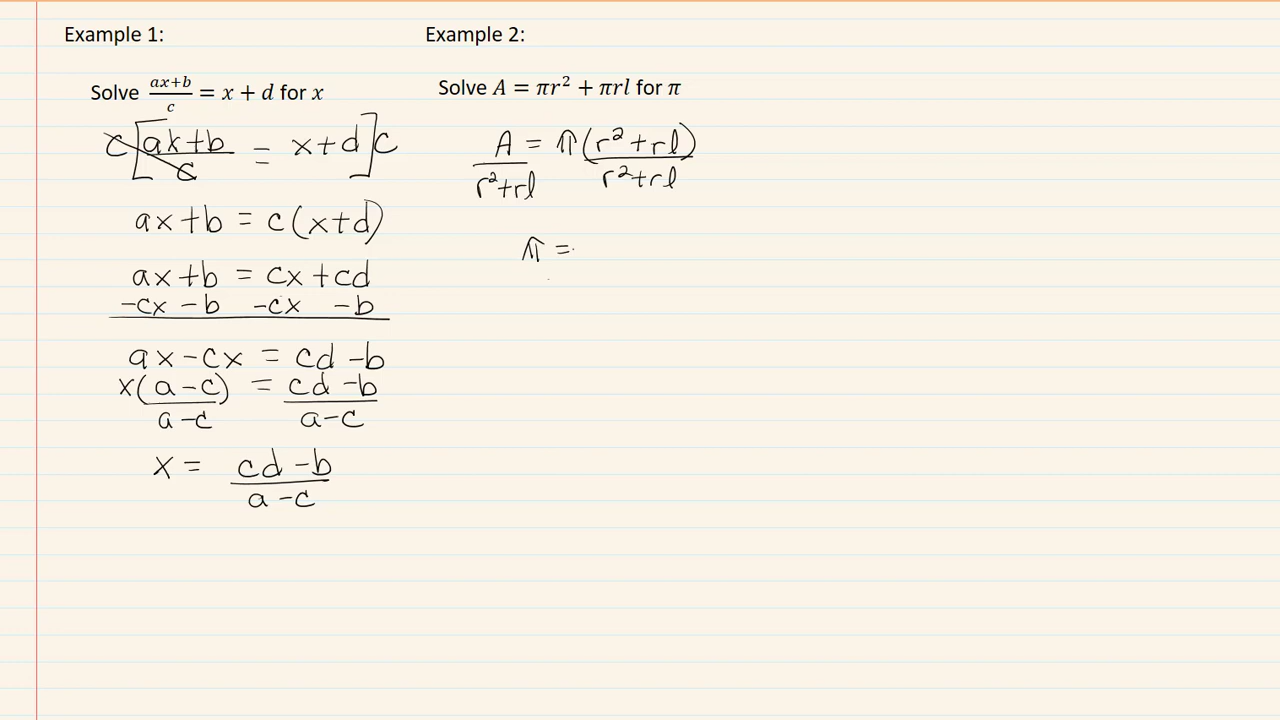 Example 1:
Solve (ax+b)/c = x + d for x
c[(ax+b)/c = x+d]c
ax+b = c(x+d)
ax+b = cx+cd
-cx -b -cx -b
ax-cx = cd-b
x(a-c)/(a-c) = (cd-b)/(a-c)
x = (cd-b)/(a-c)
Example 2:
Solve A = πr² + πrl for π
A/(r²+rl) = π(r²+rl)/(r²+rl)
π =